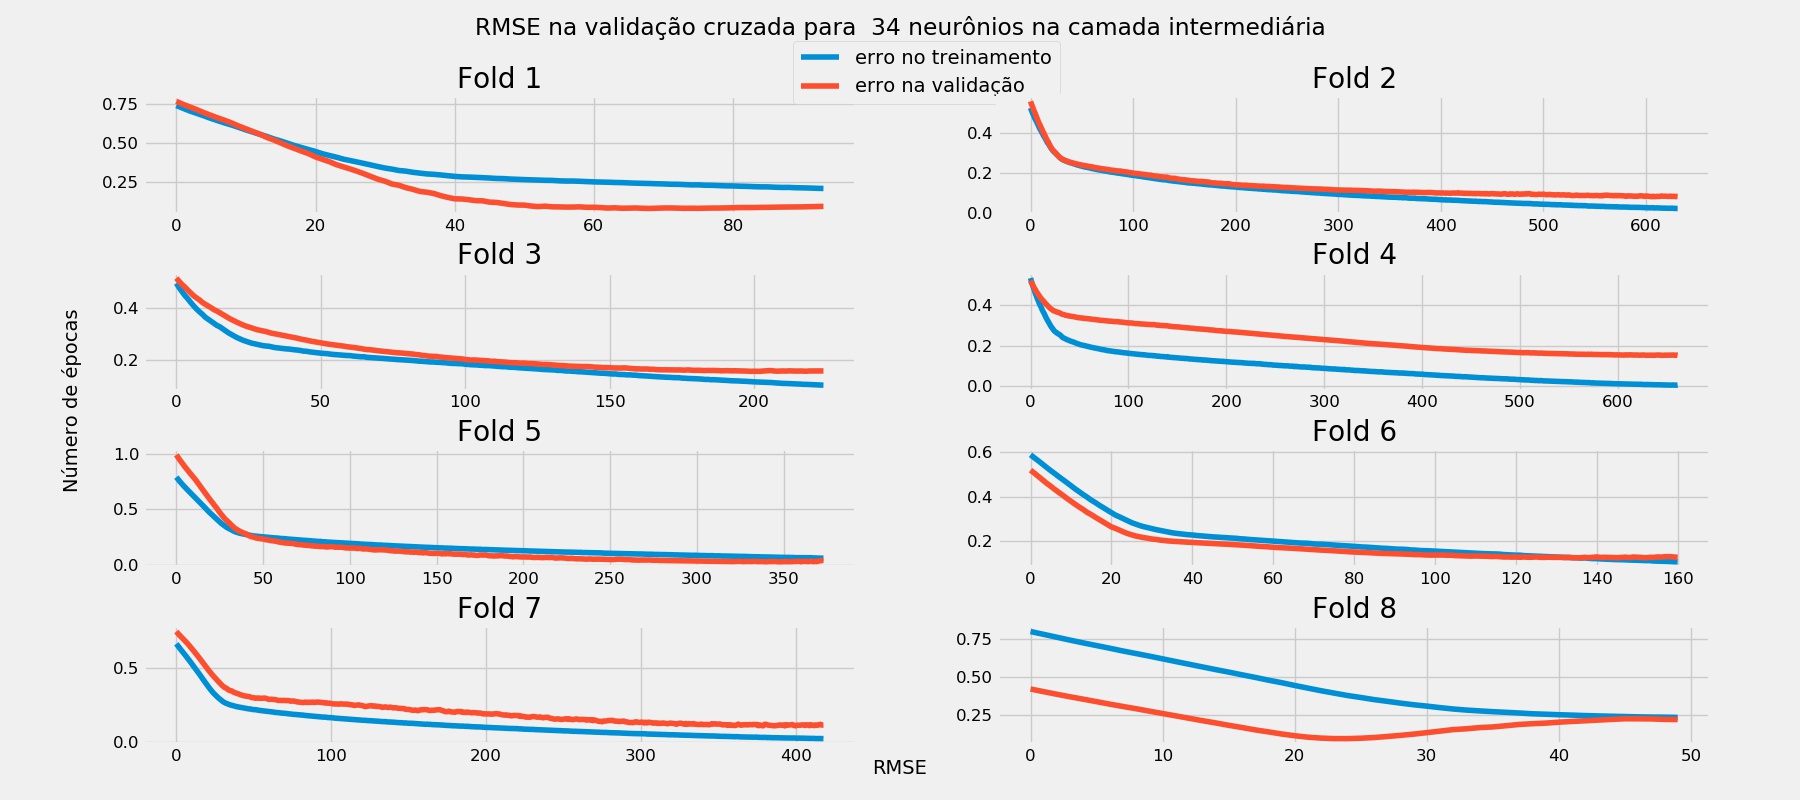 RMSE na validação cruzada para  34 neurônios na camada intermediária
erro no treinamento
erro na validação
Fold 1
0.75
0.50
0.25
0 20 40 60 80
Fold 2
0.4
0.2
0.0
0 100 200 300 400 500 600
Fold 3
0.4
0.2
0 50 100 150 200
Fold 4
0.4
0.2
0.0
0 100 200 300 400 500 600
Fold 5
1.0
0.5
0.0
0 50 100 150 200 250 300 350
Fold 6
0.6
0.4
0.2
0 20 40 60 80 100 120 140 160
Fold 7
0.5
0.0
0 100 200 300 400
Fold 8
0.75
0.50
0.25
0 10 20 30 40 50
Número de épocas
RMSE